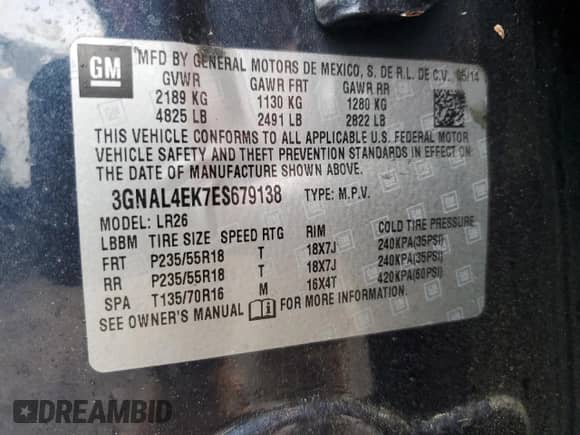 GM
MFD BY GENERAL MOTORS DE MEXICO, S. DE R.L. DE C.V. 05/14
GVWR GAWR FRT GAWR RR
2189 KG 1130 KG 1280 KG
4825 LB 2491 LB 2822 LB
THIS VEHICLE CONFORMS TO ALL APPLICABLE U.S. FEDERAL MOTOR
VEHICLE SAFETY AND THEFT PREVENTION STANDARDS IN EFFECT ON
THE DATE OF MANUFACTURE SHOWN ABOVE.
3GNAL4EK7ES679138 TYPE: M.P.V.
MODEL: LR26
LBBM TIRE SIZE SPEED RTG RIM COLD TIRE PRESSURE
FRT P235/55R18 T 18X7J 240KPA(35PSI)
RR P235/55R18 T 18X7J 240KPA(35PSI)
SPA T135/70R16 M 16X4T 420KPA(60PSI)
SEE OWNER'S MANUAL FOR MORE INFORMATION
DREAMBID